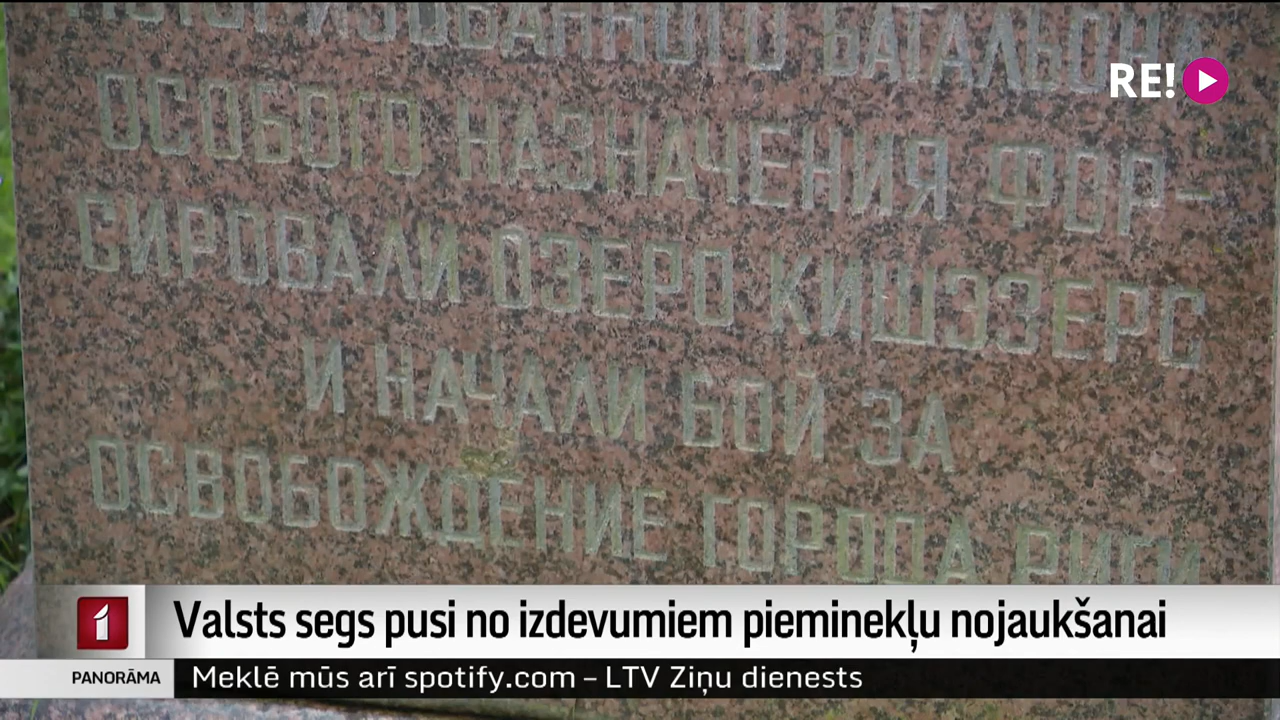 БАТАЛЬОНА
RE!
ОСОБОГО НАЗНАЧЕНИЯ ФОР-
СИРОВАЛИ ОЗЕРО КИШЭЗЕРС
И НАЧАЛИ БОЙ ЗА
ОСВОБОЖДЕНИЕ ГОРОДА РИГИ
1 Valsts segs pusi no izdevumiem pieminekļu nojaukšanai
PANORĀMA Meklē mūs arī spotify.com – LTV Ziņu dienests